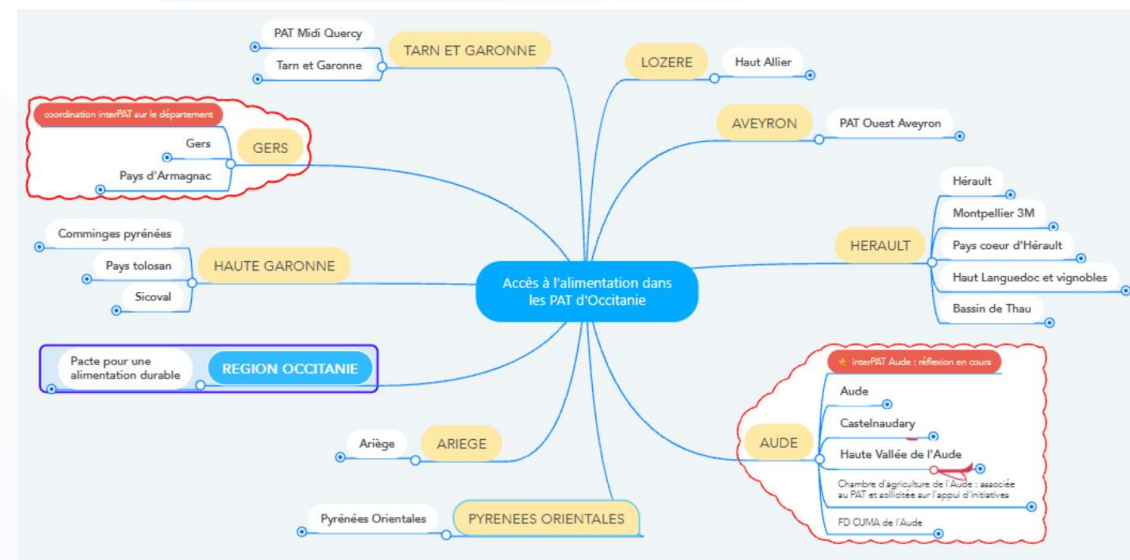 Accès à l'alimentation dans
les PAT d'Occitanie
TARN ET GARONNE
PAT Midi Quercy
Tarn et Garonne
GERS
coordination interPAT sur le département
Gers
Pays d'Armagnac
HAUTE GARONNE
Comminges pyrénées
Pays tolosan
Sicoval
REGION OCCITANIE
Pacte pour une
alimentation durable
ARIEGE
Ariège
PYRENEES ORIENTALES
Pyrénées Orientales
LOZERE
Haut Allier
AVEYRON
PAT Ouest Aveyron
HERAULT
Hérault
Montpellier 3M
Pays coeur d'Hérault
Haut Languedoc et vignobles
Bassin de Thau
AUDE
interPAT Aude : réflexion en cours
Aude
Castelnaudary
Haute Vallée de l'Aude
Chambre d'agriculture de l'Aude : associée
au PAT et sollicitée sur l'appui d'initiatives
FD CUMA de l'Aude